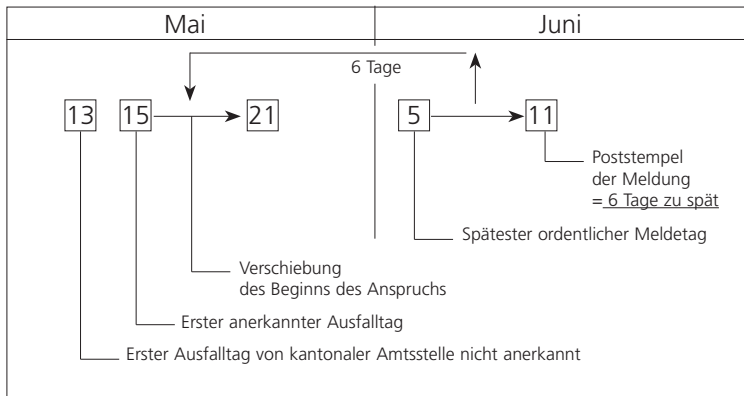 Mai
Juni
6 Tage
13
15
21
5
11
Poststempel
der Meldung
= 6 Tage zu spät
Spätester ordentlicher Meldetag
Verschiebung
des Beginns des Anspruchs
Erster anerkannter Ausfalltag
Erster Ausfalltag von kantonaler Amtsstelle nicht anerkannt